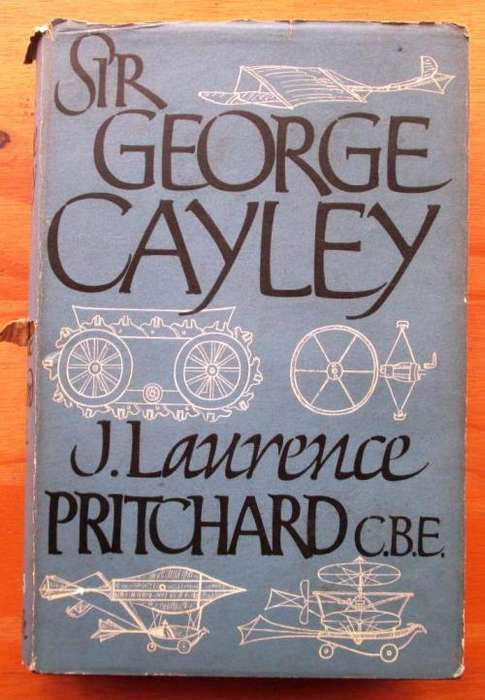 Sir
GEORGE
CAYLEY
J. Laurence
PRITCHARD C.B.E.